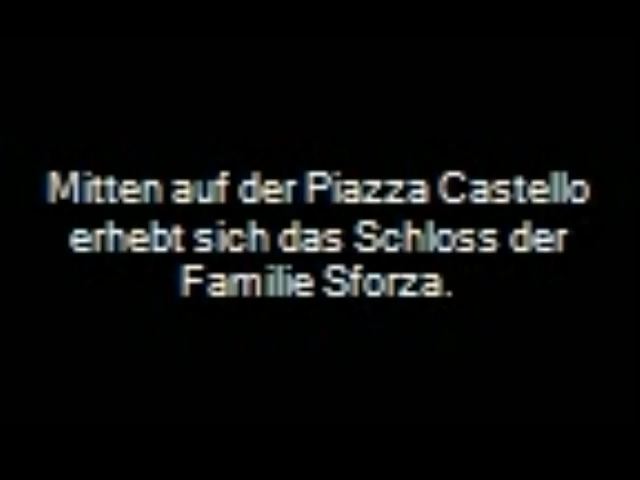 Mitten auf der Piazza Castello
erhebt sich das Schloss der
Familie Sforza.